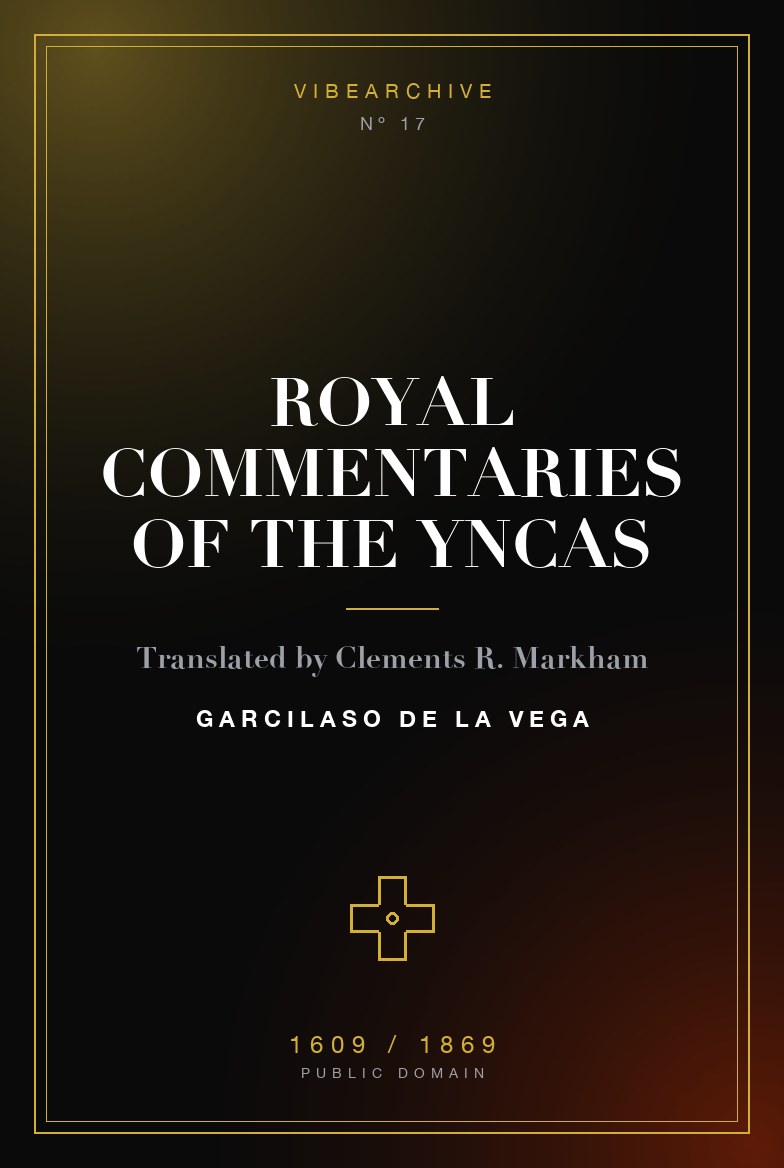 VIBEARCHIVE
Nº 17
ROYAL
COMMENTARIES
OF THE YNCAS
Translated by Clements R. Markham
GARCILASO DE LA VEGA
1609 / 1869
PUBLIC DOMAIN